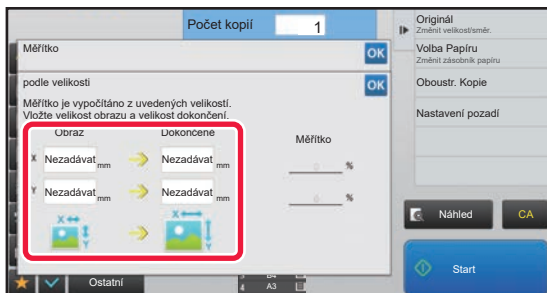 Počet kopií
1
Originál
Změnit velikost/směr.
Volba Papíru
Změnit zásobník papíru
Oboustr. Kopie
Nastavení pozadí
Náhled
CA
Start
Měřítko
OK
podle velikosti
OK
Měřítko je vypočítáno z uvedených velikostí.
Vložte velikost obrazu a velikost dokončení.
Obraz
Dokončené
Měřítko
X Nezadávat mm
Nezadávat mm
%
Y Nezadávat mm
Nezadávat mm
%
X
Y
X
Y
Ostatní
4 A3